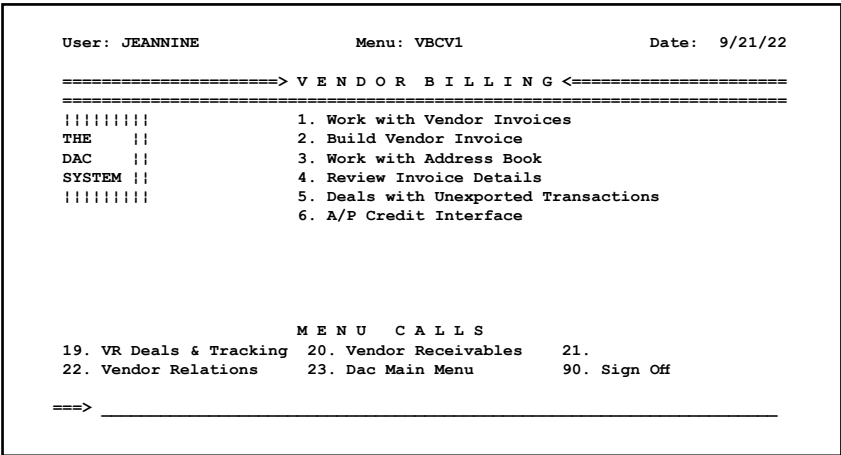 User: JEANNINE                Menu: VBCV1                   Date:  9/21/22
======================> V E N D O R  B I L L I N G <======================
==========================================================================
¦¦¦¦¦¦¦¦¦               1. Work with Vendor Invoices
THE    ¦¦               2. Build Vendor Invoice
DAC    ¦¦               3. Work with Address Book
SYSTEM ¦¦               4. Review Invoice Details
¦¦¦¦¦¦¦¦¦               5. Deals with Unexported Transactions
                        6. A/P Credit Interface
                        M E N U   C A L L S
19. VR Deals & Tracking  20. Vendor Receivables    21.
22. Vendor Relations     23. Dac Main Menu         90. Sign Off
===> _____________________________________________________________________